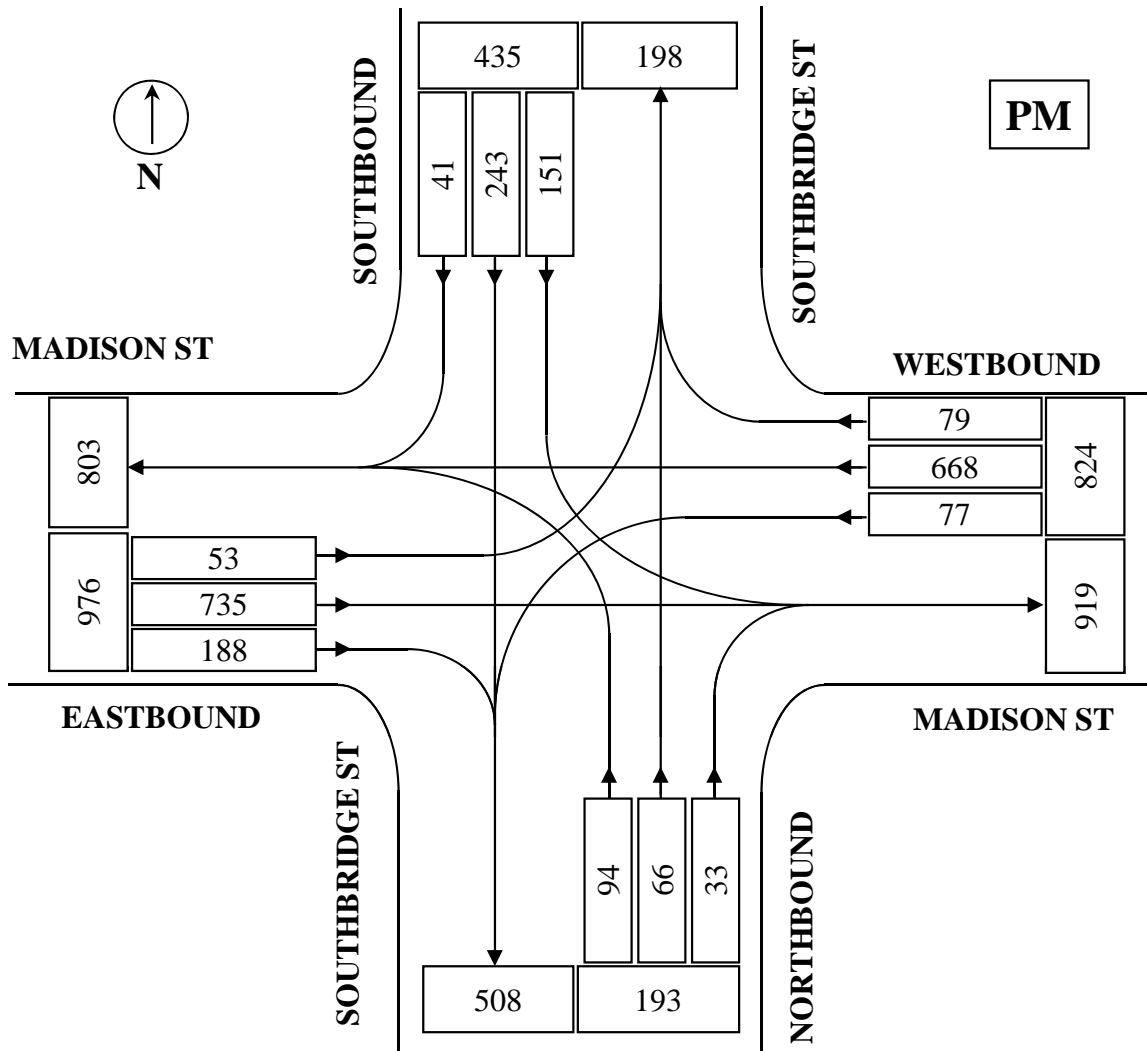 435 198
SOUTHBOUND
SOUTHBRIDGE ST
PM
N
41 243 151
MADISON ST
WESTBOUND
803
79
668
77
824
976
53
735
188
919
EASTBOUND
MADISON ST
SOUTHBRIDGE ST
94 66 33
NORTHBOUND
508 193